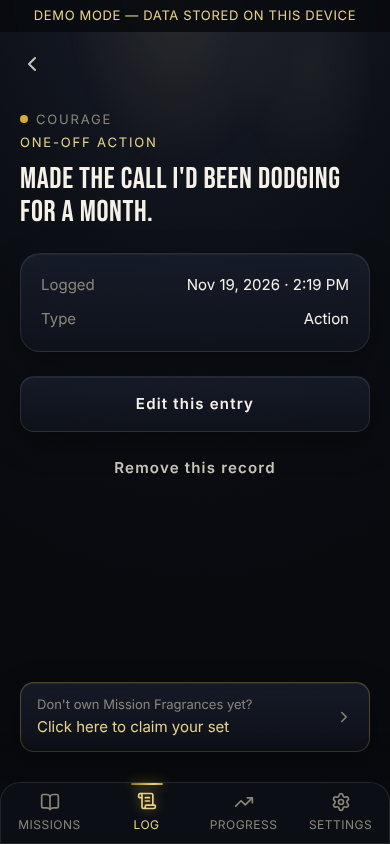 DEMO MODE — DATA STORED ON THIS DEVICE
COURAGE
ONE-OFF ACTION
MADE THE CALL I'D BEEN DODGING
FOR A MONTH.
Logged Nov 19, 2026 · 2:19 PM
Type Action
Edit this entry
Remove this record
Don't own Mission Fragrances yet?
Click here to claim your set
MISSIONS LOG PROGRESS SETTINGS